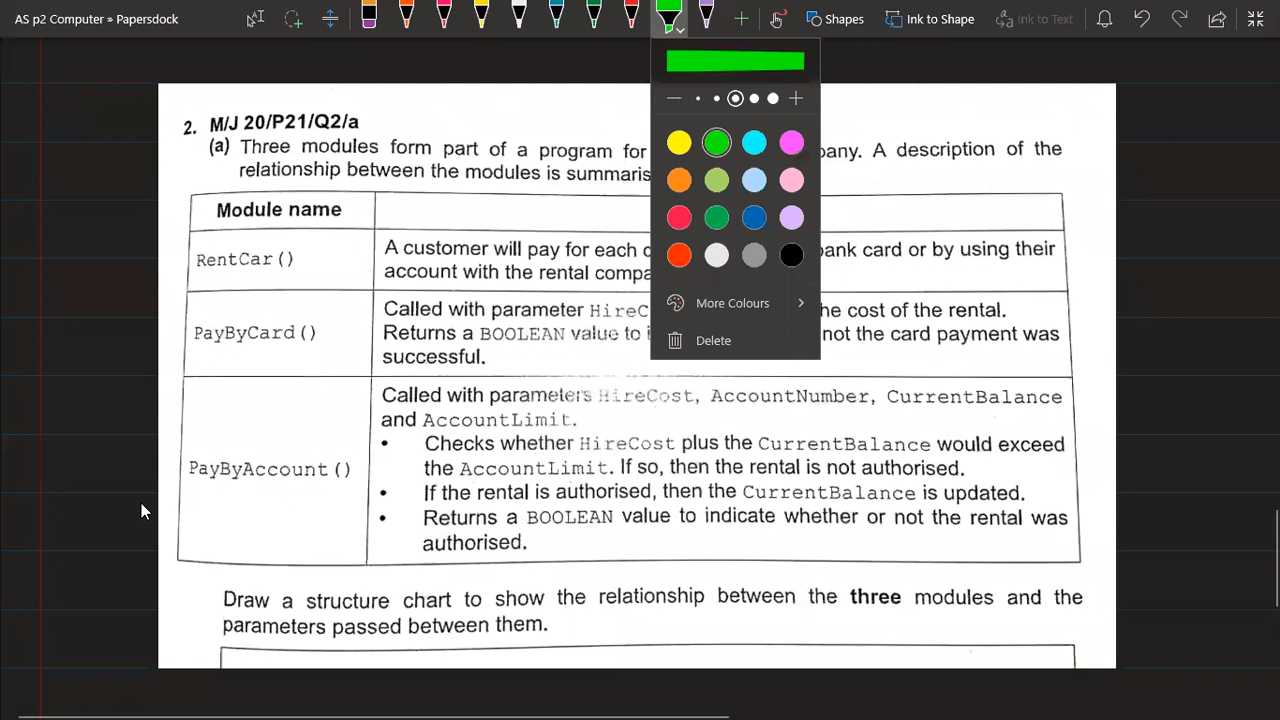 AS p2 Computer » Papersdock
Shapes
Ink to Shape
Ink to Text
2. M/J 20/P21/Q2/a
(a) Three modules form part of a program for pany. A description of the
relationship between the modules is summaris
Module name
RentCar()
A customer will pay for each bank card or by using their
account with the rental compa
PayByCard()
Called with parameter HireC he cost of the rental.
Returns a BOOLEAN value to i not the card payment was
successful.
PayByAccount()
Called with parameters HireCost, AccountNumber, CurrentBalance
and AccountLimit.
• Checks whether HireCost plus the CurrentBalance would exceed
the AccountLimit. If so, then the rental is not authorised.
• If the rental is authorised, then the CurrentBalance is updated.
• Returns a BOOLEAN value to indicate whether or not the rental was
authorised.
Draw a structure chart to show the relationship between the three modules and the
parameters passed between them.
More Colours
Delete